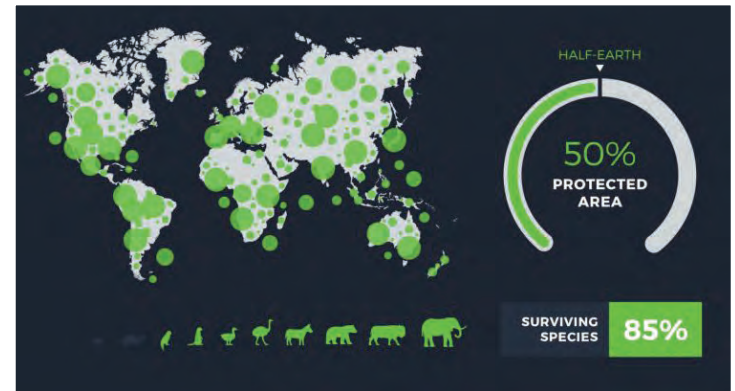 HALF-EARTH
50%
PROTECTED
AREA
SURVIVING
SPECIES
85%